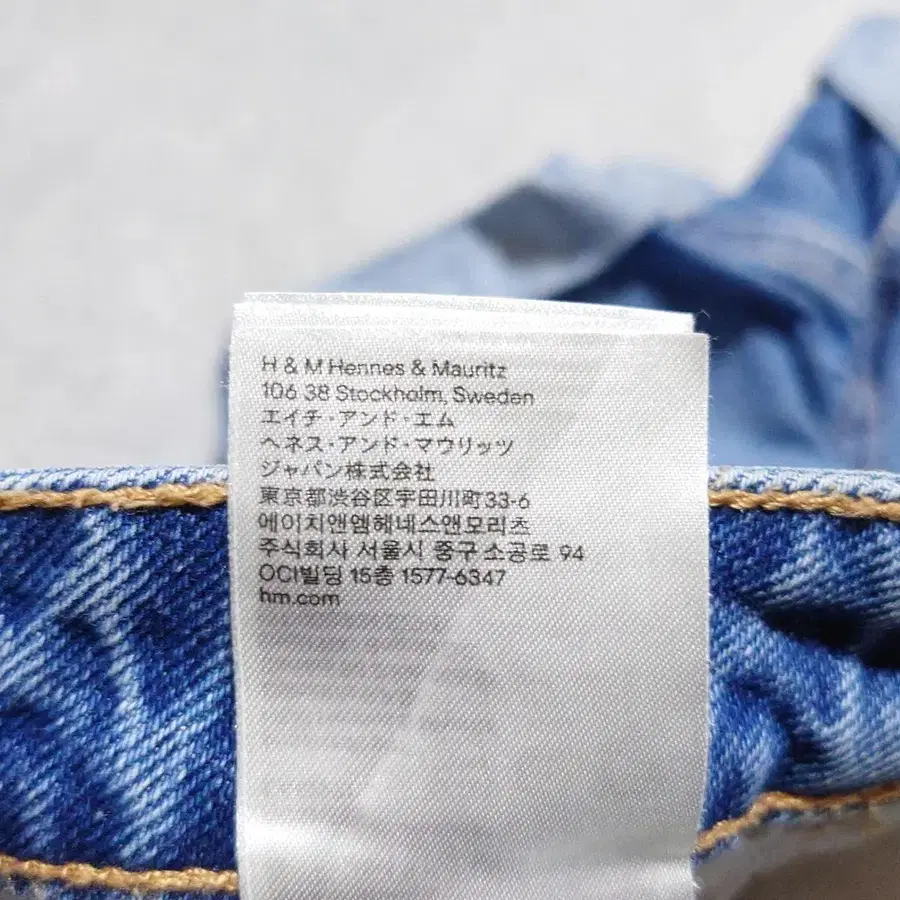 H & M Hennes & Mauritz
106 38 Stockholm, Sweden
エイチ・アンド・エム
ヘネス・アンド・マウリッツ
ジャパン株式会社
東京都渋谷区宇田川町33-6
에이치앤엠헤네스앤모리츠
주식회사 서울시 중구 소공로 94
OCI빌딩 15층 1577-6347
hm.com